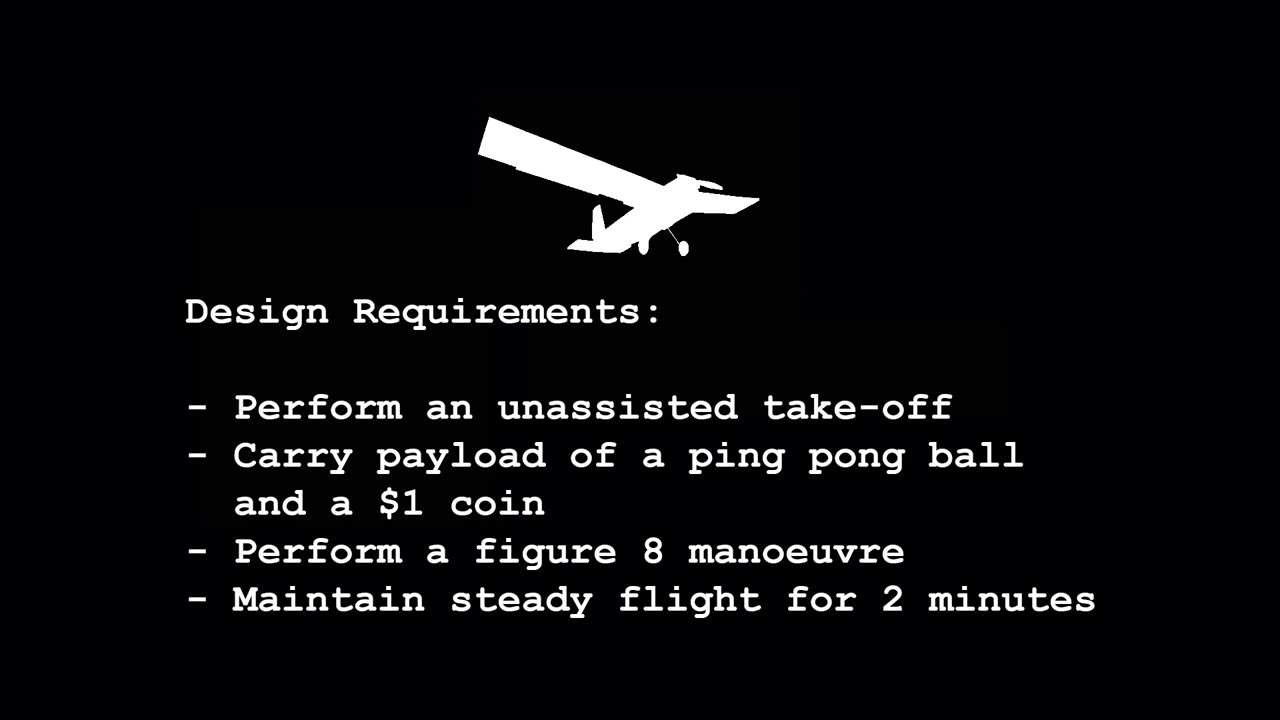 Design Requirements:
- Perform an unassisted take-off
- Carry payload of a ping pong ball
and a $1 coin
- Perform a figure 8 manoeuvre
- Maintain steady flight for 2 minutes